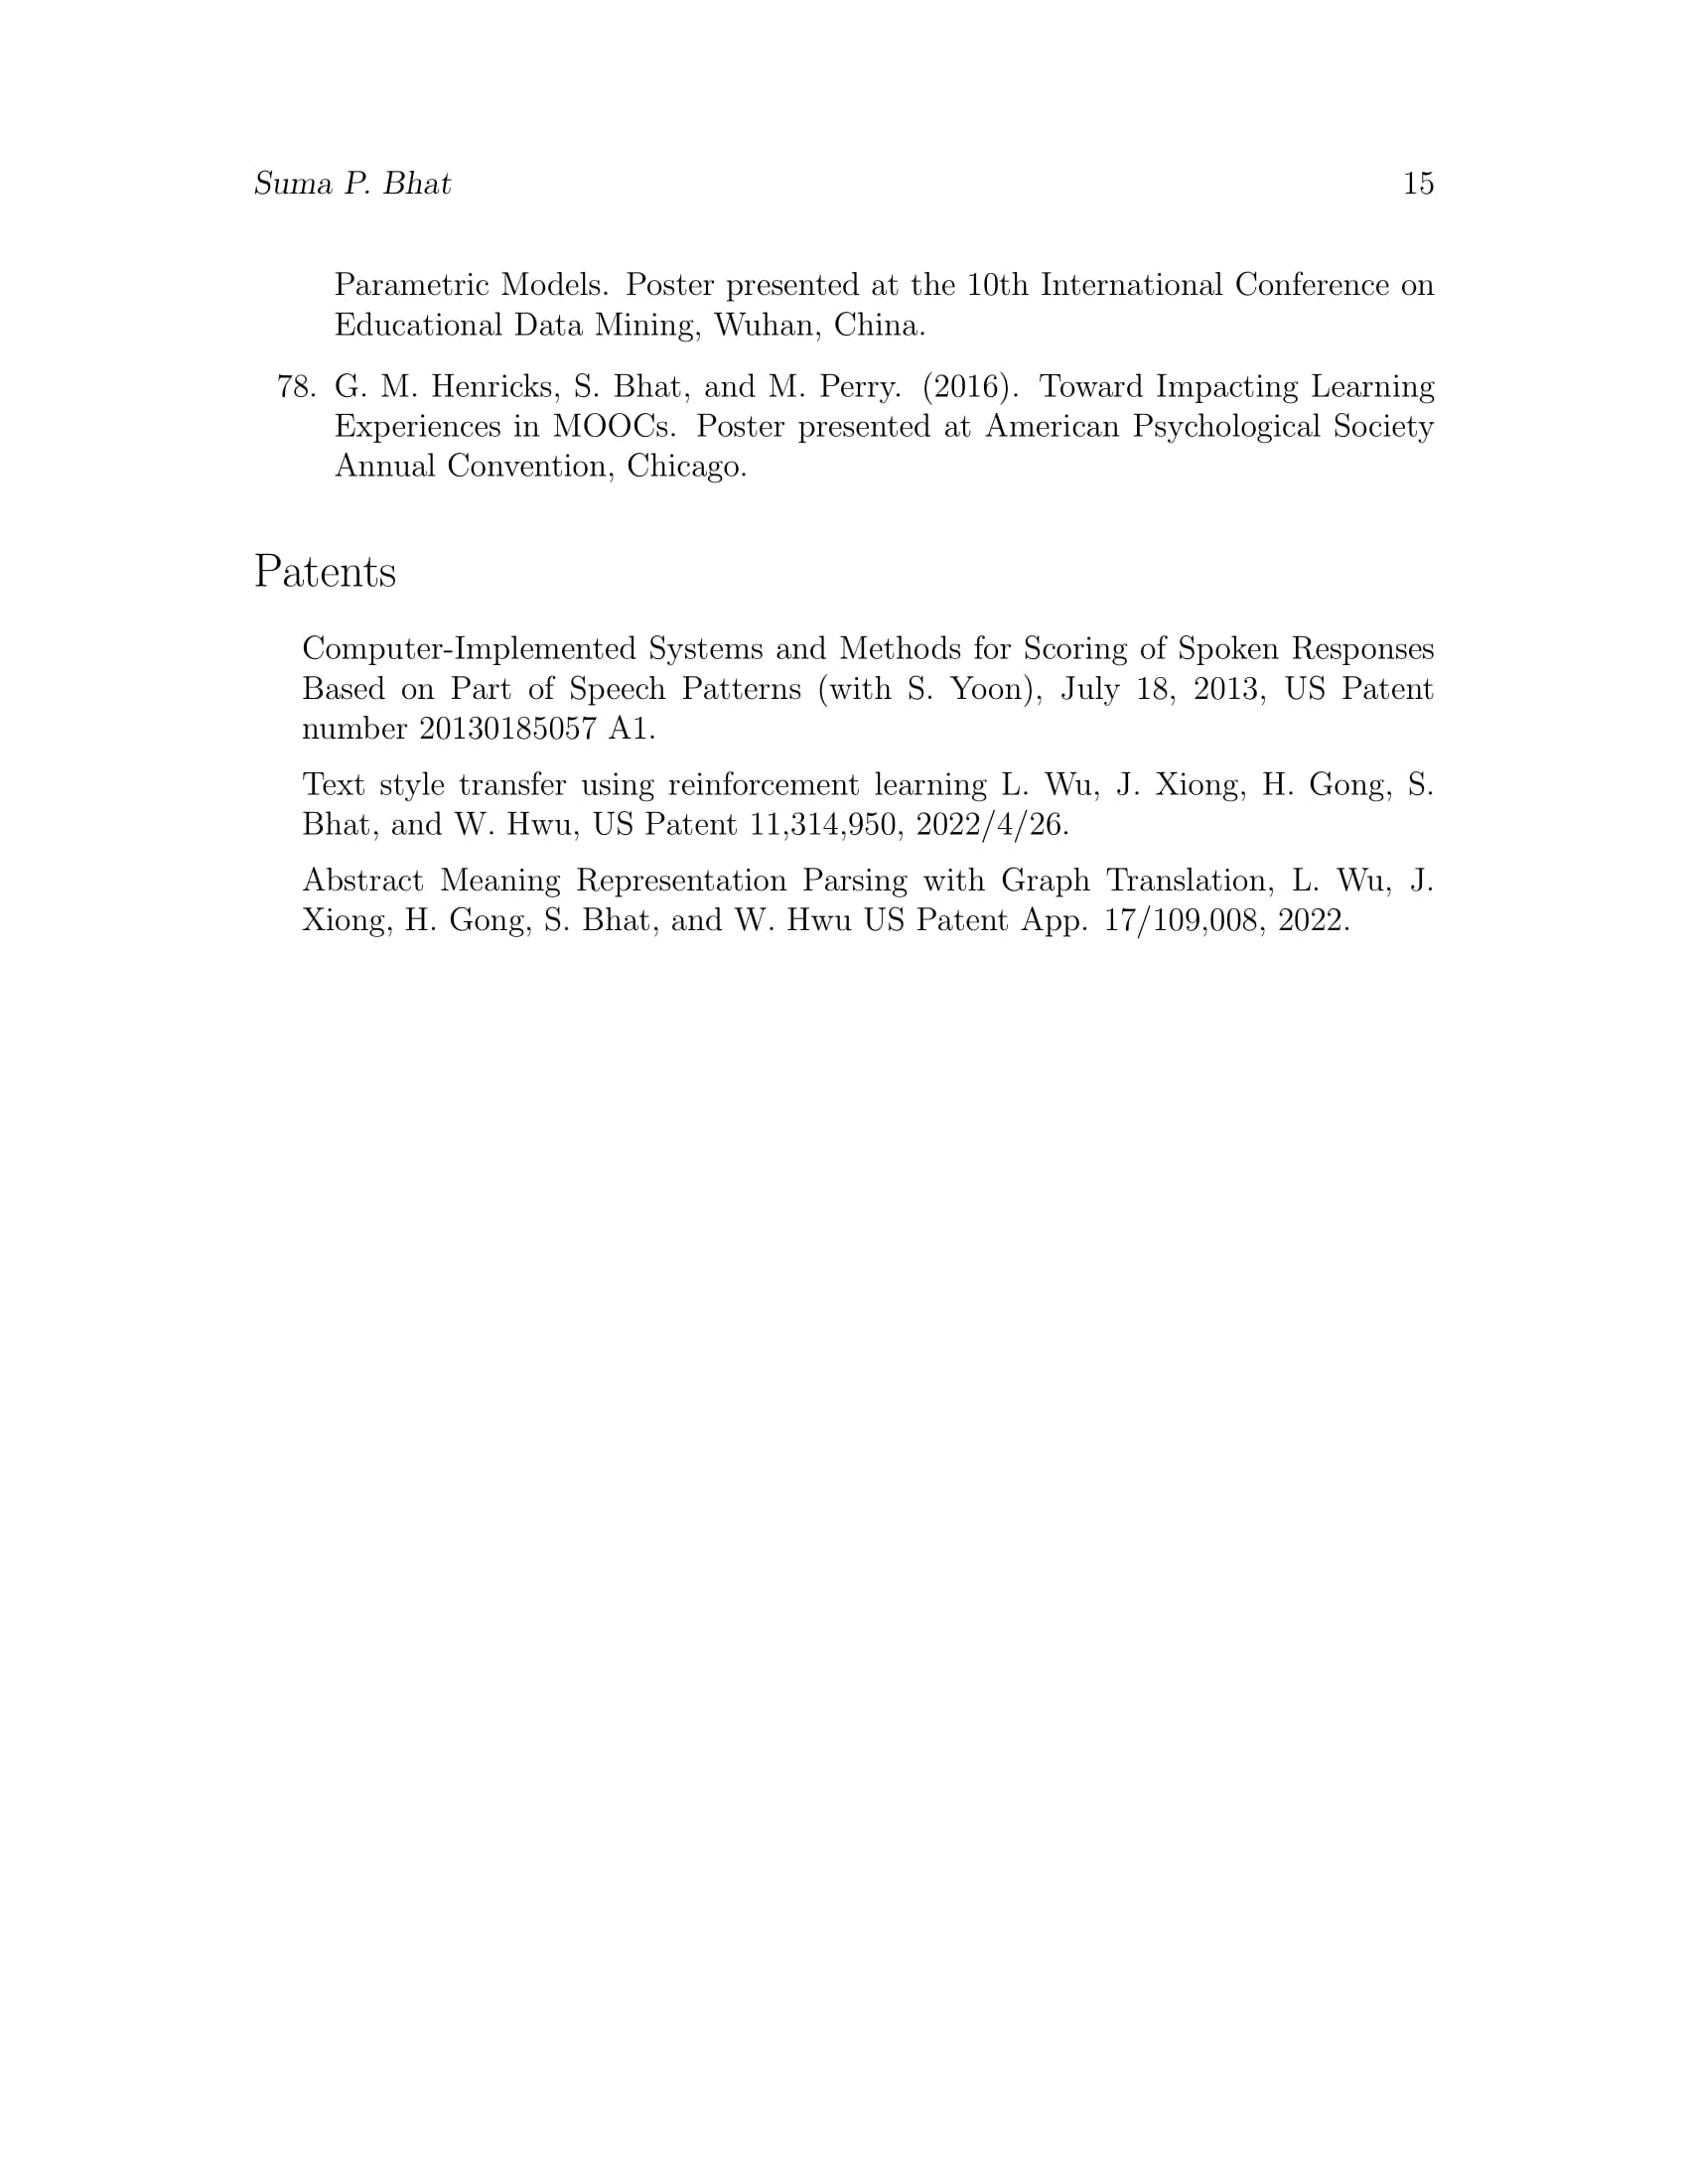 Suma P. Bhat 15
Parametric Models. Poster presented at the 10th International Conference on
Educational Data Mining, Wuhan, China.
78. G. M. Henricks, S. Bhat, and M. Perry. (2016). Toward Impacting Learning
Experiences in MOOCs. Poster presented at American Psychological Society
Annual Convention, Chicago.
Patents
Computer-Implemented Systems and Methods for Scoring of Spoken Responses
Based on Part of Speech Patterns (with S. Yoon), July 18, 2013, US Patent
number 20130185057 A1.
Text style transfer using reinforcement learning L. Wu, J. Xiong, H. Gong, S.
Bhat, and W. Hwu, US Patent 11,314,950, 2022/4/26.
Abstract Meaning Representation Parsing with Graph Translation, L. Wu, J.
Xiong, H. Gong, S. Bhat, and W. Hwu US Patent App. 17/109,008, 2022.